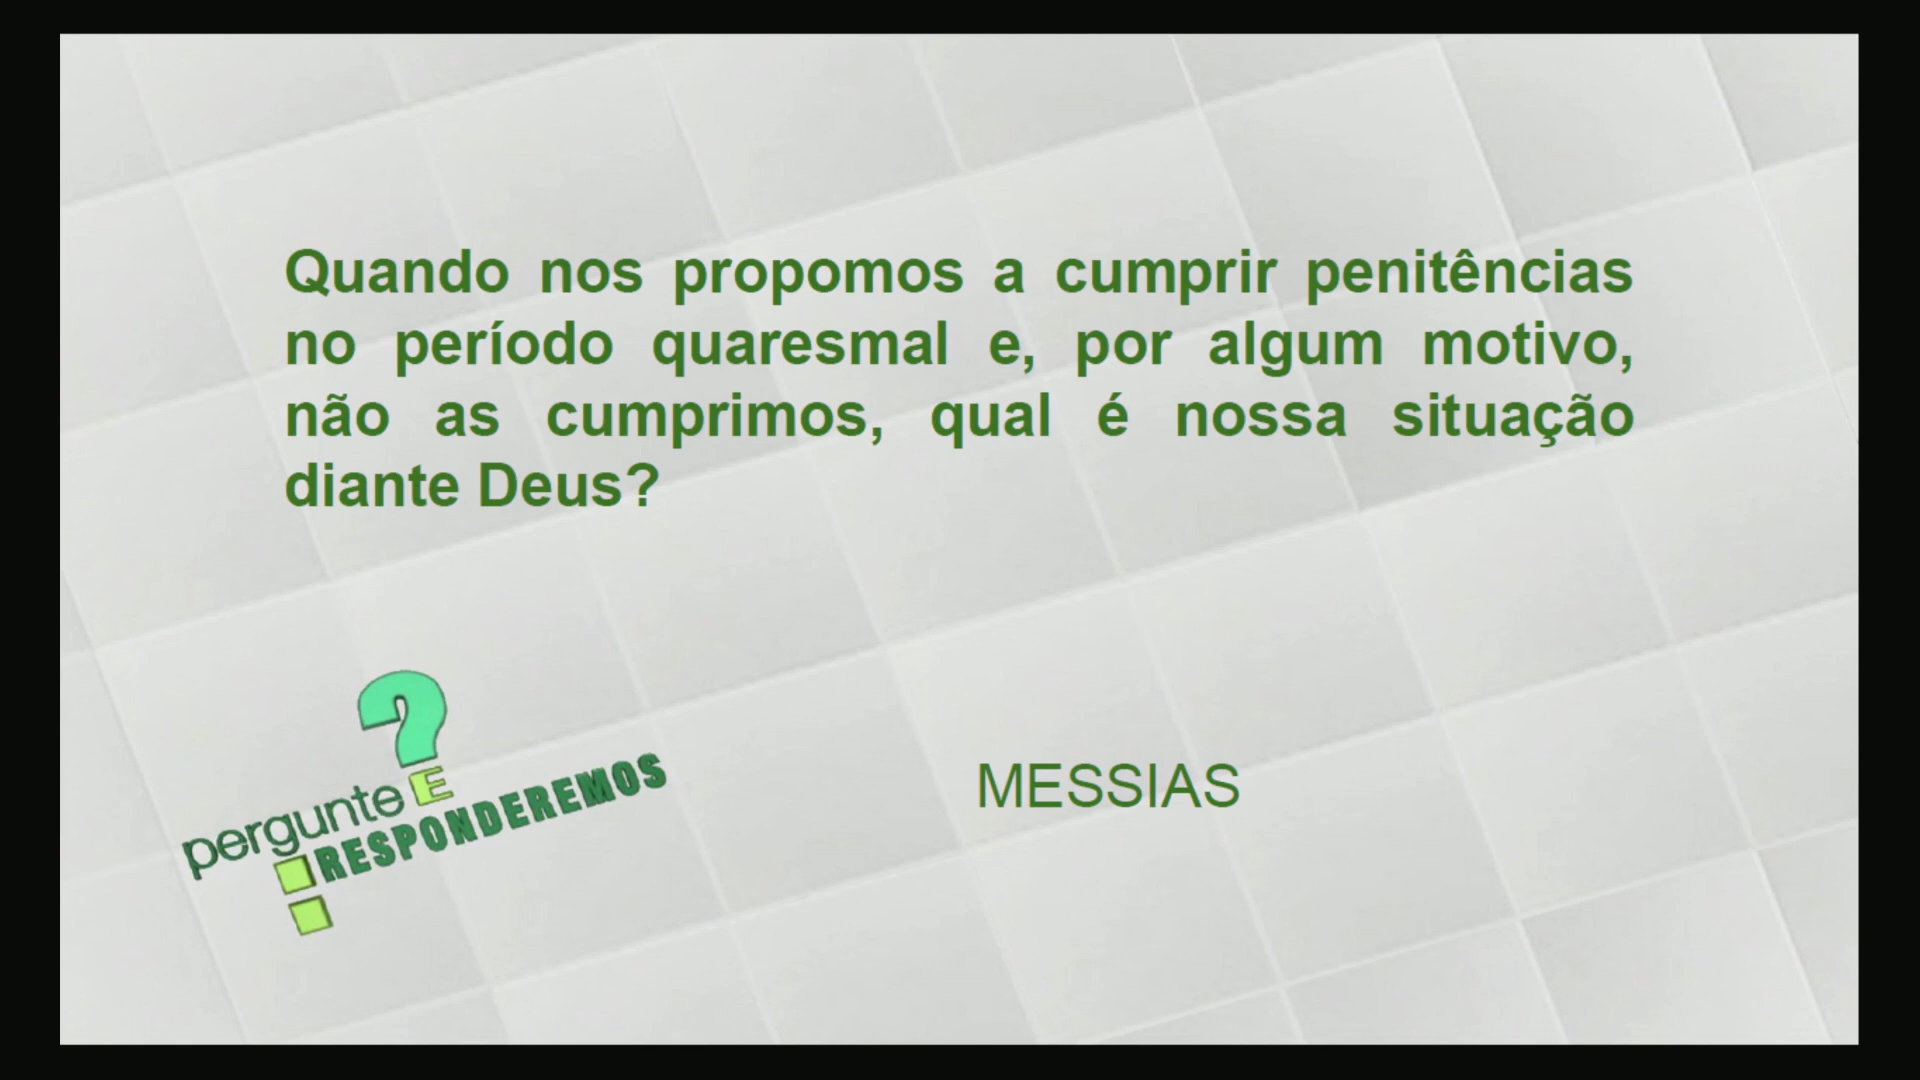 Quando nos propomos a cumprir penitências
no período quaresmal e, por algum motivo,
não as cumprimos, qual é nossa situação
diante Deus?
?
pergunte E
RESPONDEREMOS
MESSIAS